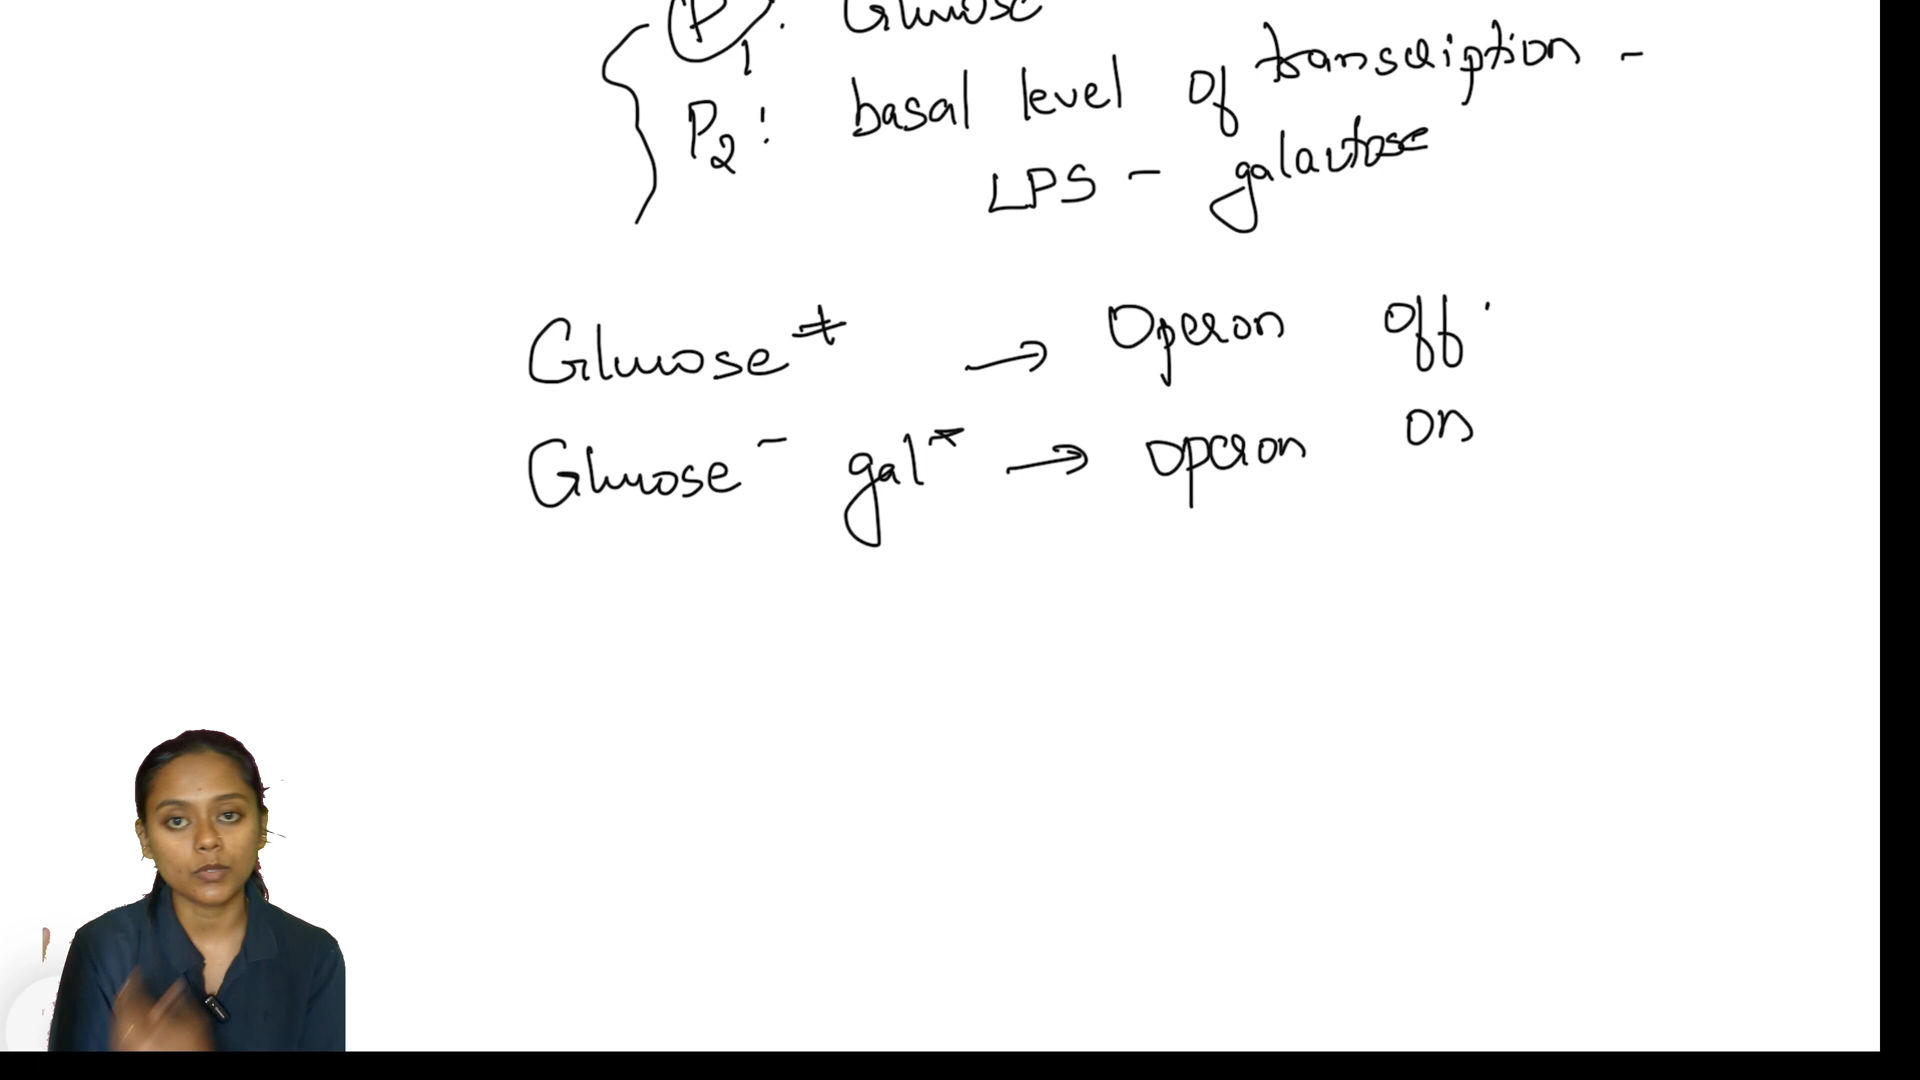 P1: Glucose
P2: basal level of transcription -
LPS - galactose
Glucose+ → Operon off.
Glucose- gal+ → operon on